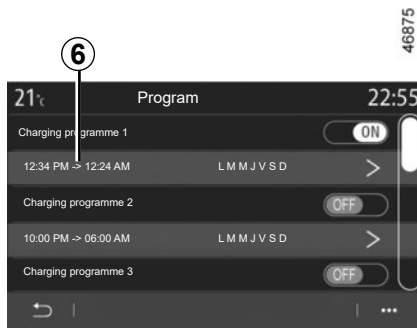 46875
6
21°C Program 22:55
Charging programme 1 ON
12:34 PM -> 12:24 AM L M M J V S D >
Charging programme 2 OFF
10:00 PM -> 06:00 AM L M M J V S D >
Charging programme 3 OFF